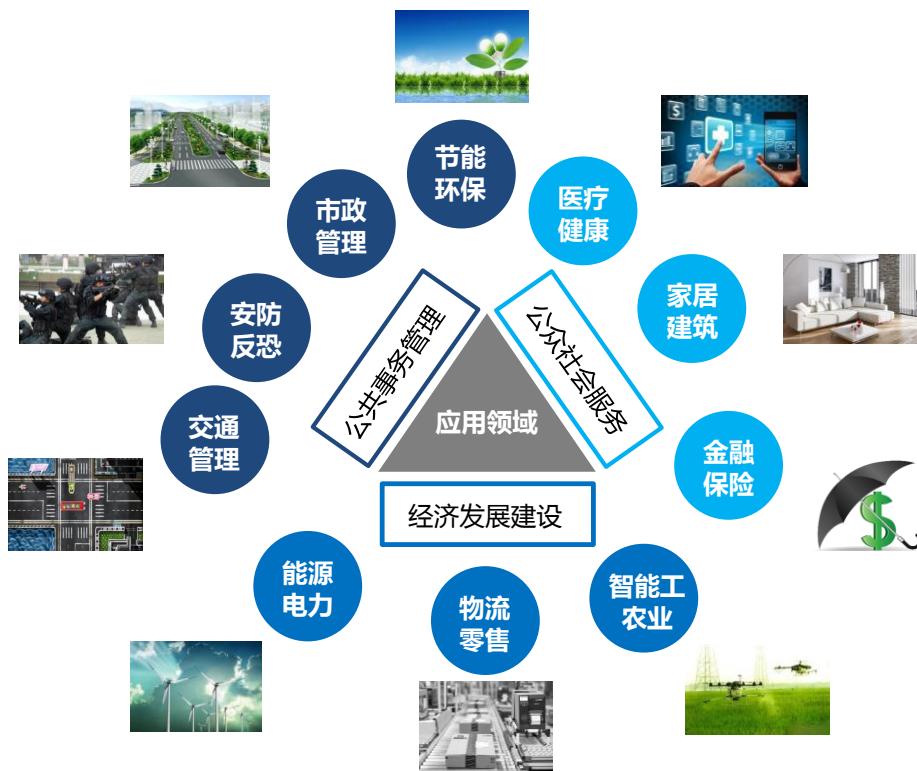 节能
环保
市政
管理
医疗
健康
安防
反恐
家居
建筑
公共事务管理
公众社会服务
交通
管理
应用领域
金融
保险
经济发展建设
能源
电力
物流
零售
智能工
农业
$
$